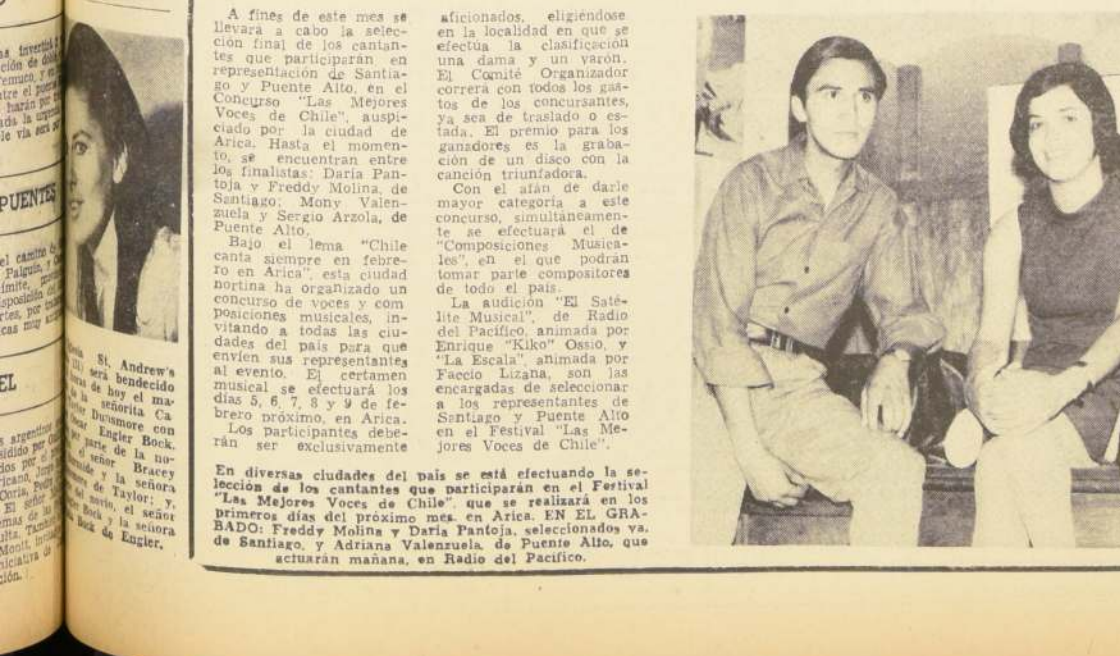 PUENTES
EL
St. Andrew's
será bendecido
de hoy el ma-
señorita Ca-
Dunsmore con
Engler Bock.
parte de la no-
el señor Bracey
y la señora
de Taylor; y,
del novio, el señor
Bock y la señora
Bock de Engler.
A fines de este mes se
llevará a cabo la selec-
ción final de los cantan-
tes que participarán en
representación de Santia-
go y Puente Alto, en el
Concurso "Las Mejores
Voces de Chile", auspi-
ciado por la ciudad de
Arica. Hasta el momen-
to, se encuentran entre
los finalistas: Daría Pan-
toja y Freddy Molina, de
Santiago; Mony Valen-
zuela y Sergio Arzola, de
Puente Alto.
Bajo el lema "Chile
canta siempre en febre-
ro en Arica", esta ciudad
nortina ha organizado un
concurso de voces y com
posiciones musicales, in-
vitando a todas las ciu-
dades del país para que
envíen sus representantes
al evento. El certamen
musical se efectuará los
días 5, 6, 7, 8 y 9 de fe-
brero próximo, en Arica.
Los participantes debe-
rán ser exclusivamente
aficionados, eligiéndose
en la localidad en que se
efectúa la clasificación
una dama y un varón.
El Comité Organizador
correrá con todos los gas-
tos de los concursantes,
ya sea de traslado o es-
tada. El premio para los
ganadores es la graba-
ción de un disco con la
canción triunfadora.
Con el afán de darle
mayor categoría a este
concurso, simultáneamen-
te se efectuará el de
"Composiciones Musica-
les", en el que podrán
tomar parte compositores
de todo el país.
La audición "El Saté-
lite Musical", de Radio
del Pacífico, animada por
Enrique "Kiko" Ossio, y
"La Escala", animada por
Faccio Lizana, son las
encargadas de seleccionar
a los representantes de
Santiago y Puente Alto
en el Festival "Las Me-
jores Voces de Chile".
En diversas ciudades del país se está efectuando la se-
lección de los cantantes que participarán en el Festival
"Las Mejores Voces de Chile", que se realizará en los
primeros días del próximo mes, en Arica. EN EL GRA-
BADO: Freddy Molina y Daría Pantoja, seleccionados ya,
de Santiago, y Adriana Valenzuela, de Puente Alto, que
actuarán mañana, en Radio del Pacífico.